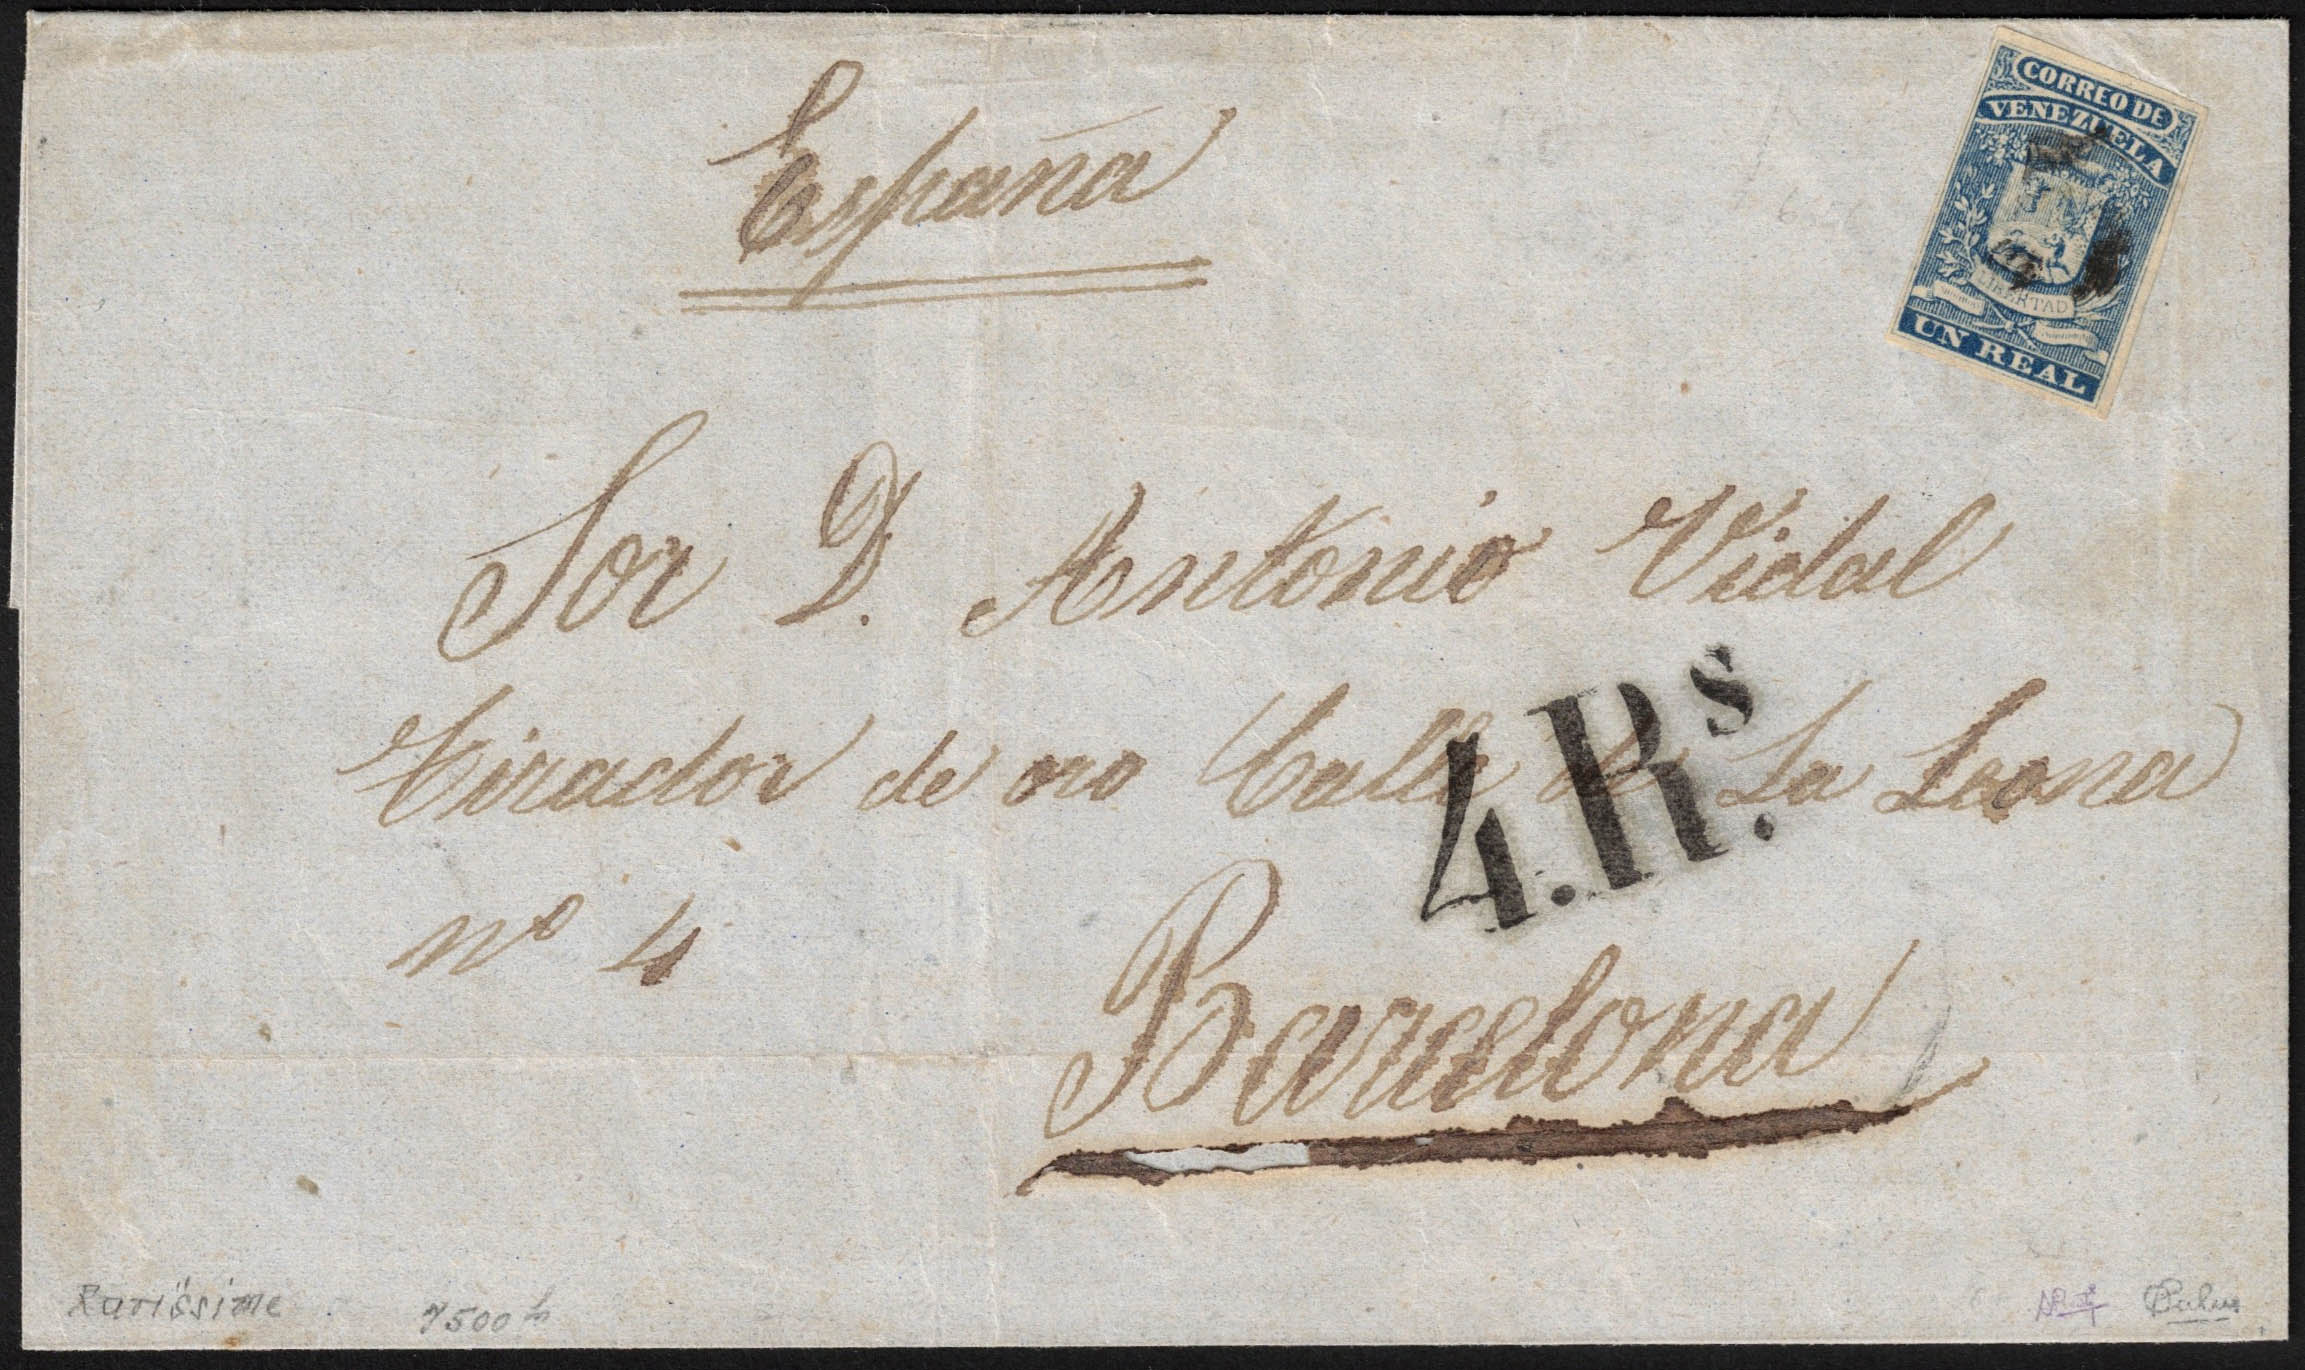 España
CORREO DE
VENEZUELA
LIBERTAD
UN REAL
Sor D. Antonio Vidal
Tirador de oro Calle de La Leona
nº 4
4.Rs.
Barcelona
Rarissime
7500 fr